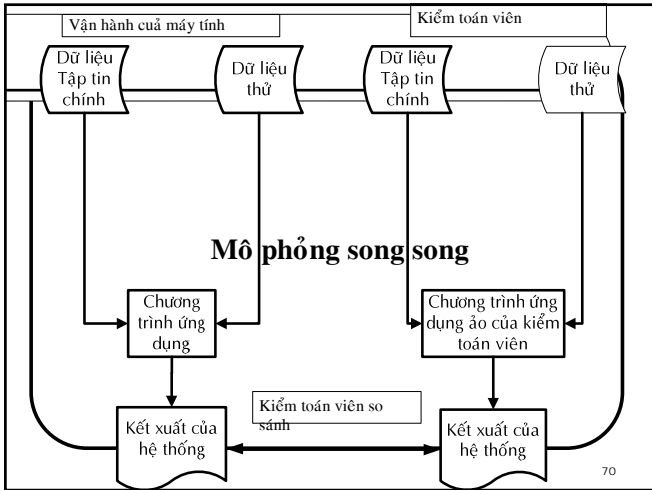 Vận hành cuả máy tính
Kiểm toán viên
Dữ liệu
Tập tin
chính
Dữ liệu
thử
Dữ liệu
Tập tin
chính
Dữ liệu
thử
Mô phỏng song song
Chương
trình ứng
dụng
Chương trình ứng
dụng ảo của kiểm
toán viên
Kiểm toán viên so
sánh
Kết xuất của
hệ thống
Kết xuất của
hệ thống
70